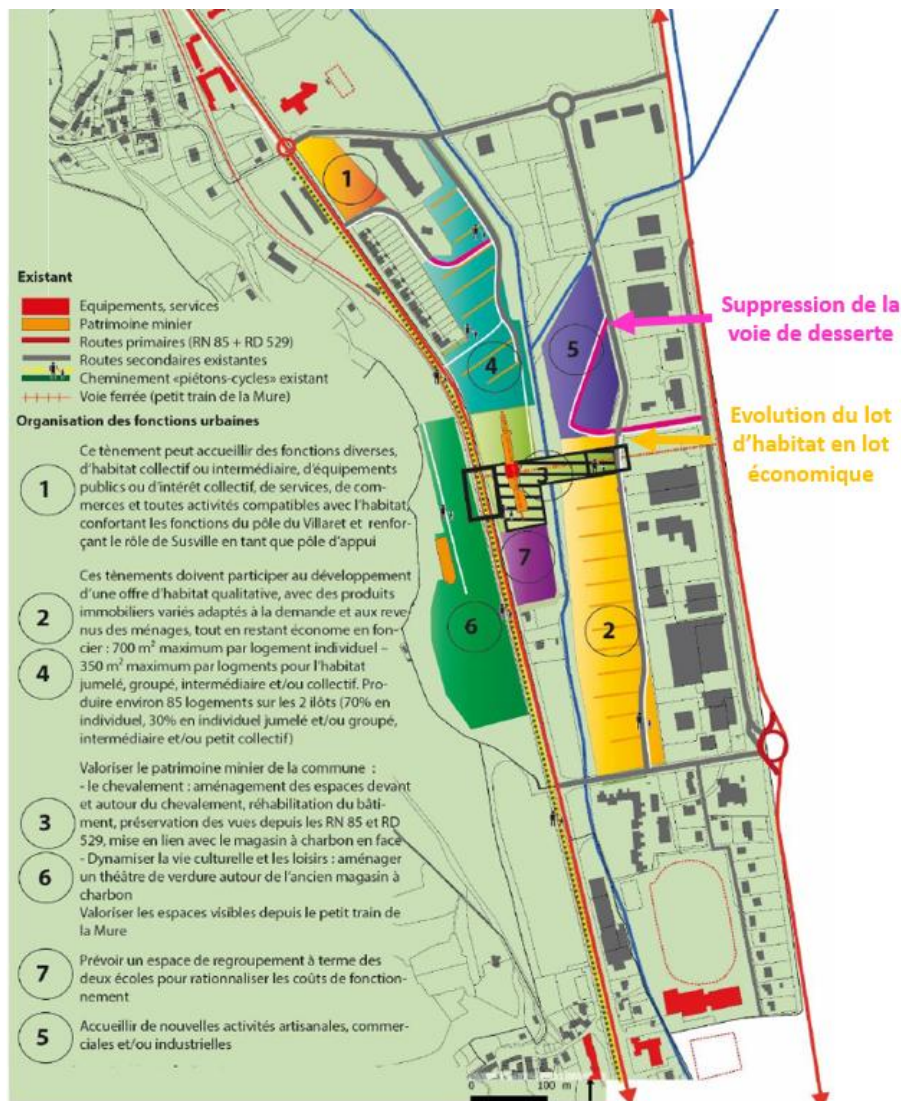 1
4
5
2
6
7
Suppression de la
voie de desserte
Evolution du lot
d'habitat en lot
économique
Existant
Equipements, services
Patrimoine minier
Routes primaires (RN 85 + RD 529)
Routes secondaires existantes
Cheminement «piétons-cycles» existant
Voie ferrée (petit train de la Mure)
Organisation des fonctions urbaines
1
Ce tènement peut accueillir des fonctions diverses,
d'habitat collectif ou intermédiaire, d'équipements
publics ou d'intérêt collectif, de services, de com-
merces et toutes activités compatibles avec l'habitat
confortant les fonctions du pôle du Villaret et renfor-
çant le rôle de Susville en tant que pôle d'appui
2
4
Ces tènements doivent participer au développement
d'une offre d'habitat qualitative, avec des produits
immobiliers variés adaptés à la demande et aux reve-
nus des ménages, tout en restant économe en fon-
cier : 700 m² maximum par logement individuel –
350 m² maximum par logments pour l'habitat
jumelé, groupé, intermédiaire et/ou collectif. Pro-
duire environ 85 logements sur les 2 ilôts (70% en
individuel, 30% en individuel jumelé et/ou groupé,
intermédiaire et/ou petit collectif)
3
6
Valoriser le patrimoine minier de la commune :
- le chevalement : aménagement des espaces devant
et autour du chevalement, réhabilitation du bâti-
ment, préservation des vues depuis les RN 85 et RD
529, mise en lien avec le magasin à charbon en face
- Dynamiser la vie culturelle et les loisirs : aménager
un théâtre de verdure autour de l'ancien magasin à
charbon
Valoriser les espaces visibles depuis le petit train de
la Mure
7
Prévoir un espace de regroupement à terme des
deux écoles pour rationnaliser les coûts de fonction-
nement
5
Accueillir de nouvelles activités artisanales, commer-
ciales et/ou industrielles
0 100 m